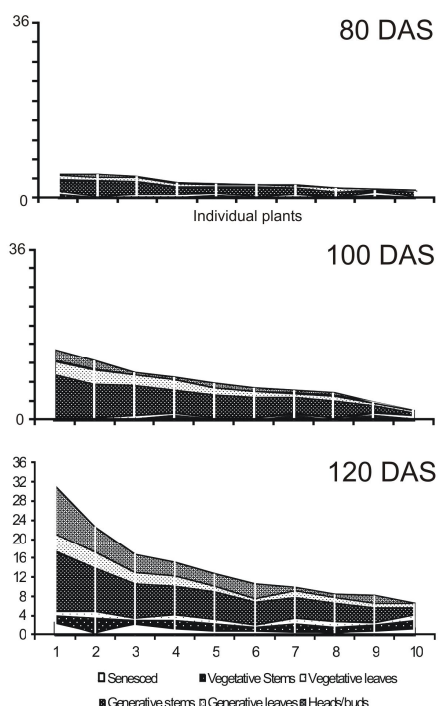 36
80 DAS
0
Individual plants
36
100 DAS
0
36
120 DAS
32
28
24
20
16
12
8
4
0
1 2 3 4 5 6 7 8 9 10
Senesced Vegetative Stems Vegetative leaves
Generative stems Generative leaves Heads/buds